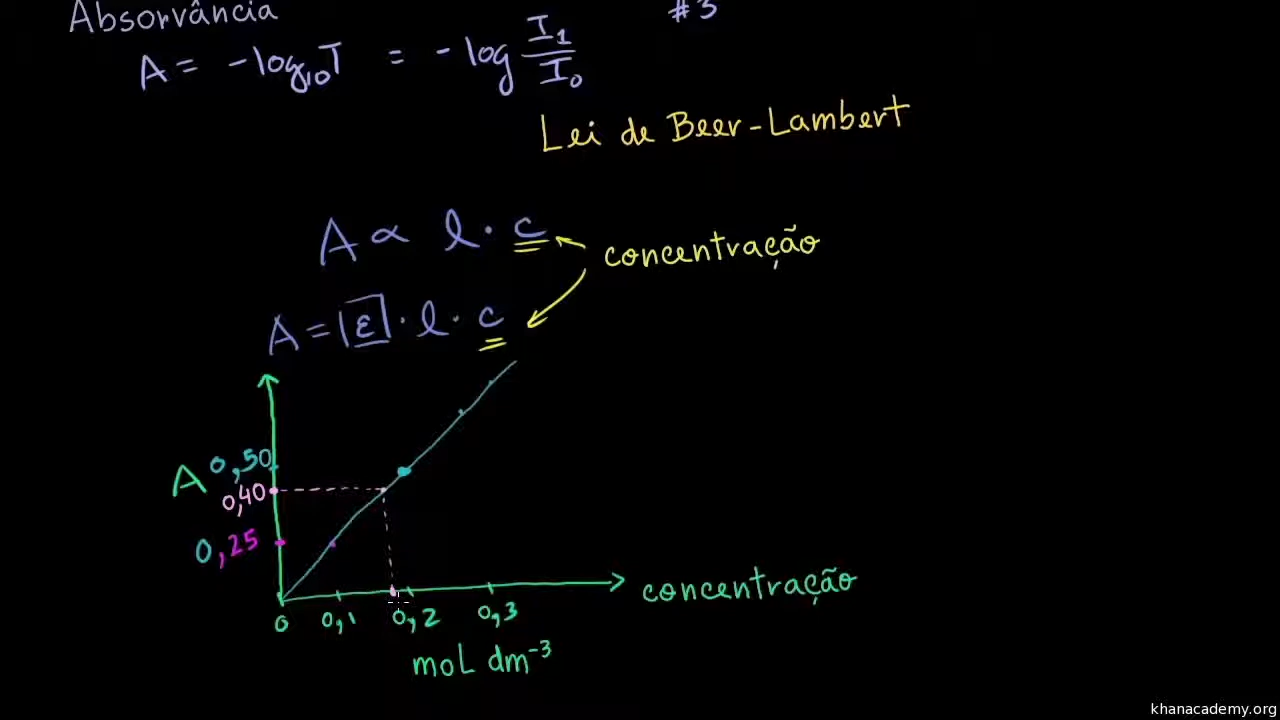 Absorvância
#3
A = -log₁₀T = -log I₁/I₀
Lei de Beer-Lambert
A ∝ l · c
concentração
A = ε · l · c
A
0,50
0,40
0,25
0 0,1 0,2 0,3
concentração
moL dm⁻³
khanacademy.org